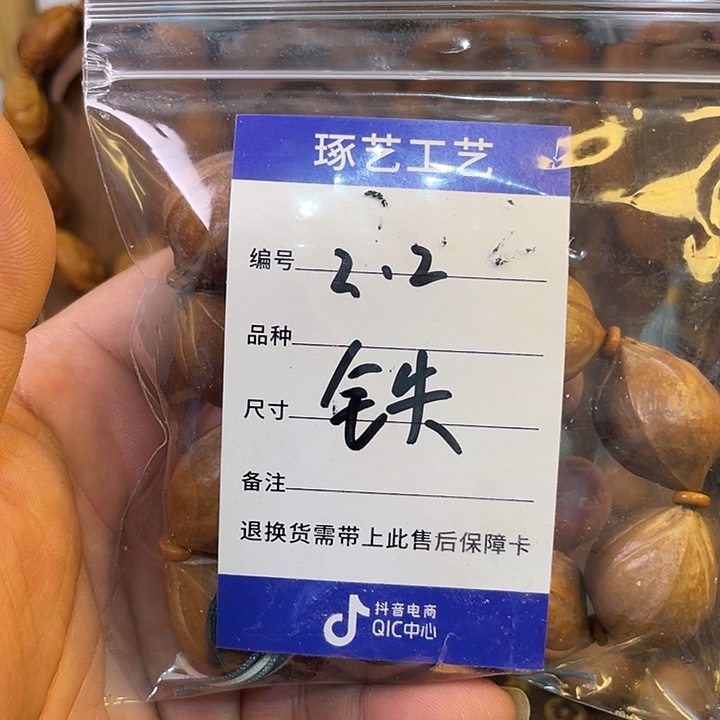 琢艺工艺
编号 2.2
品种
铁
尺寸
备注
退换货需带上此售后保障卡
抖音电商
QIC中心